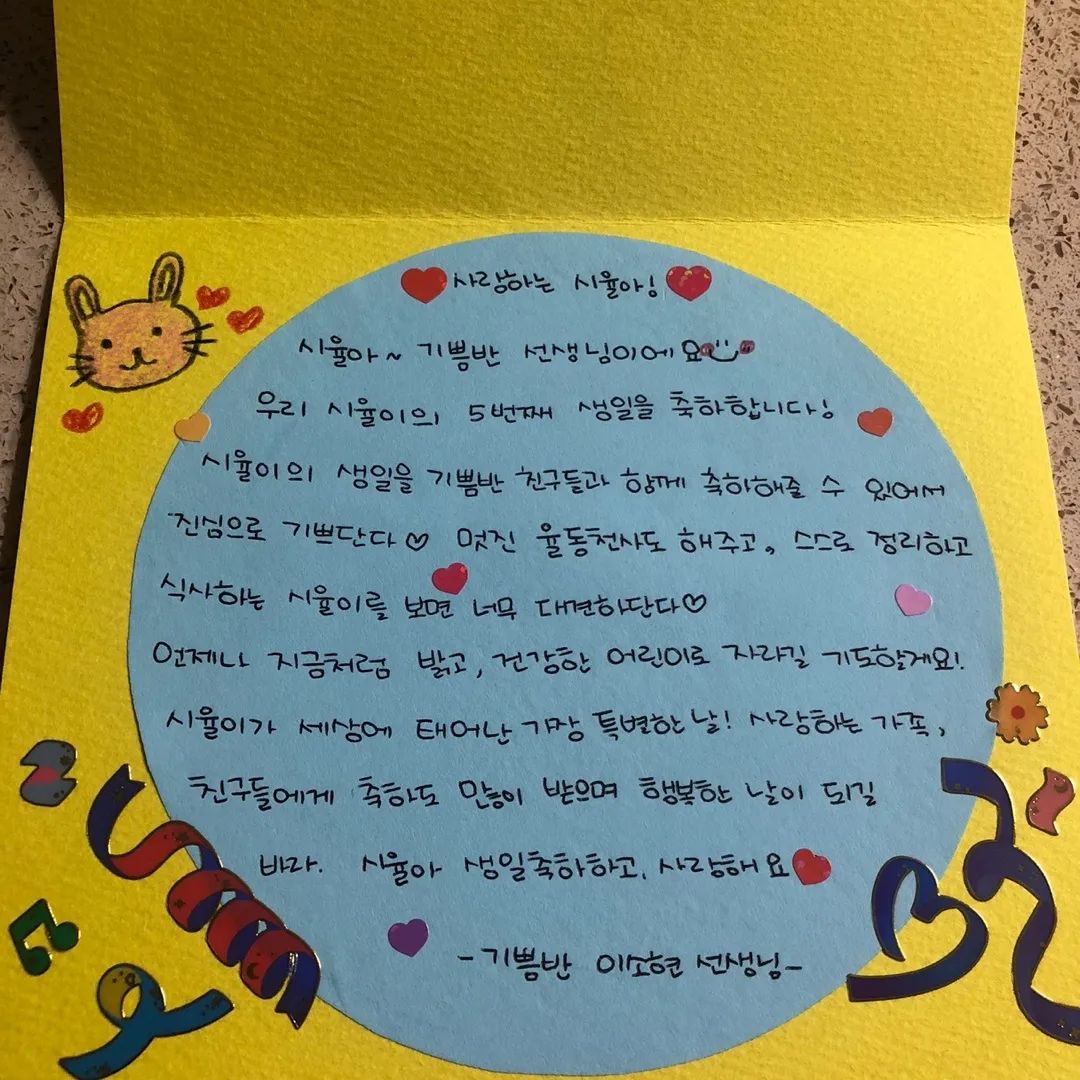 사랑하는 시율아!
시율아~ 기쁨반 선생님이에요
우리 시율이의 5번째 생일을 축하합니다!
시율이의 생일을 기쁨반 친구들과 함께 축하해줄 수 있어서
진심으로 기쁘단다♡ 멋진 율동천사도 해주고, 스스로 정리하고
식사하는 시율이를 보면 너무 대견하단다♡
언제나 지금처럼 밝고, 건강한 어린이로 자라길 기도할게요!
시율이가 세상에 태어난 가장 특별한 날! 사랑하는 가족,
친구들에게 축하도 많이 받으며 행복한 날이 되길
바라. 시율아 생일축하하고, 사랑해요
-기쁨반 이소현 선생님-